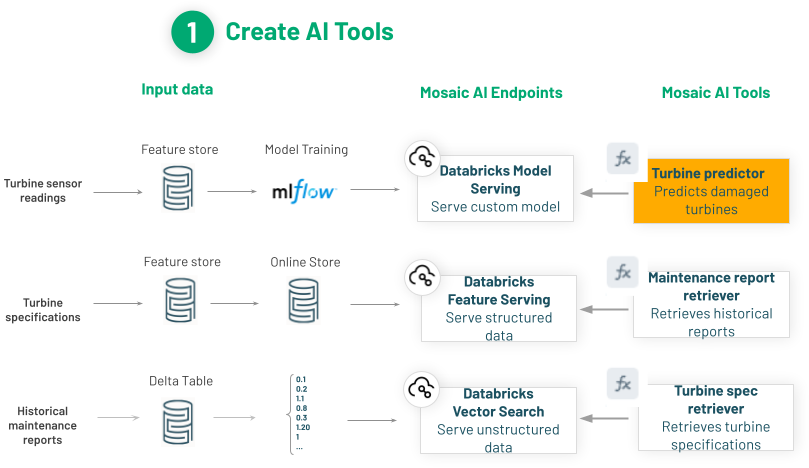 1 Create AI Tools
Input data
Mosaic AI Endpoints
Mosaic AI Tools
Turbine sensor
readings
Feature store
Model Training
mlflow
Databricks Model
Serving
Serve custom model
fx
Turbine predictor
Predicts damaged
turbines
Turbine
specifications
Feature store
Online Store
Databricks
Feature Serving
Serve structured
data
fx
Maintenance report
retriever
Retrieves historical
reports
Historical
maintenance
reports
Delta Table
0.1
0.2
1.1
0.8
0.3
1.20
1
...
Databricks
Vector Search
Serve unstructured
data
fx
Turbine spec
retriever
Retrieves turbine
specifications